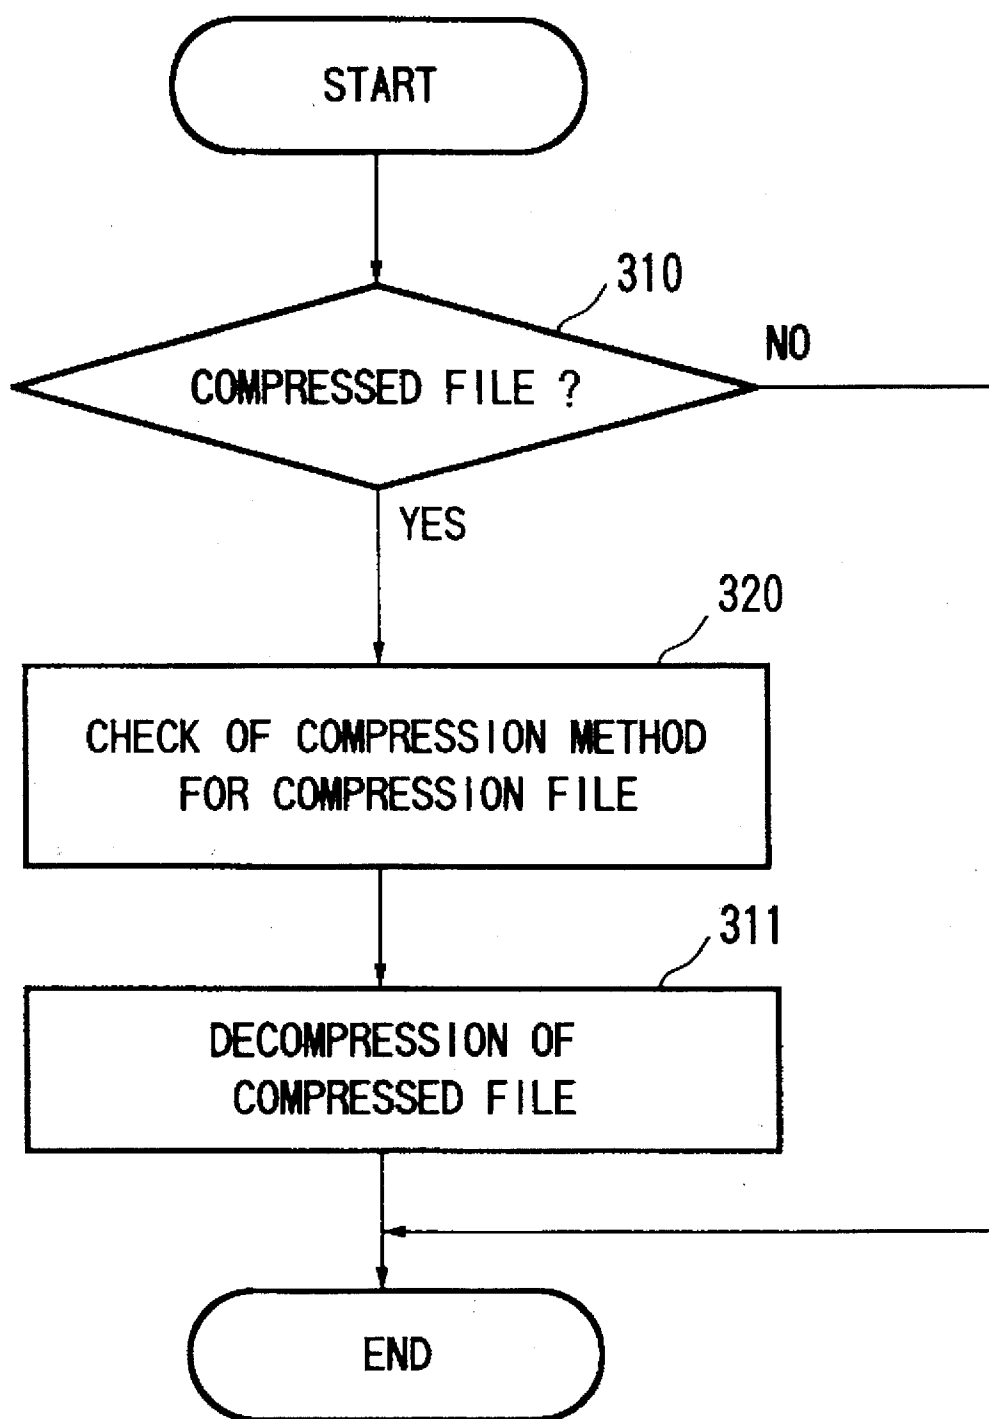 START
310
NO
COMPRESSED FILE ?
YES
320
CHECK OF COMPRESSION METHOD
FOR COMPRESSION FILE
311
DECOMPRESSION OF
COMPRESSED FILE
END